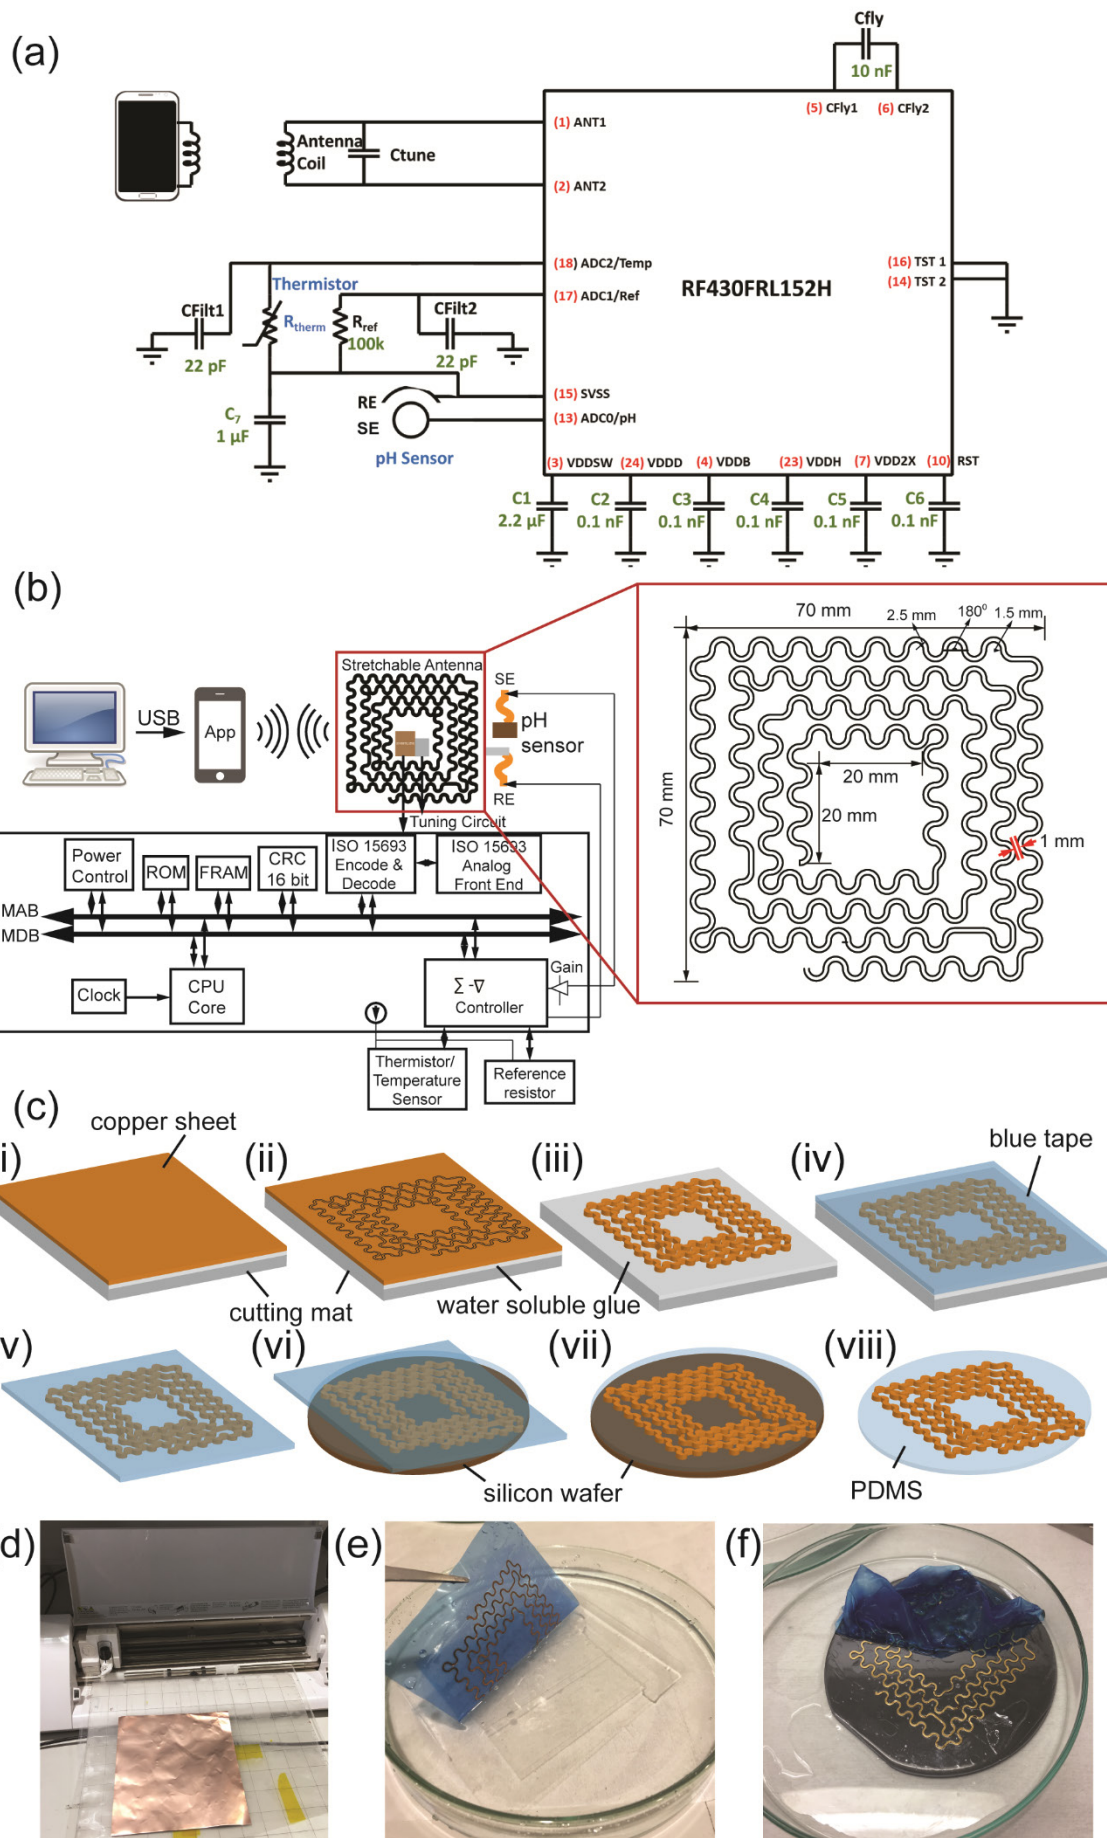 (a)
Cfly
10 nF
(5) CFly1
(6) CFly2
(1) ANT1
Antenna
Coil
Ctune
(2) ANT2
(18) ADC2/Temp
(16) TST 1
(14) TST 2
Thermistor
(17) ADC1/Ref
RF430FRL152H
CFilt1
Rtherm
Rref
100k
CFilt2
22 pF
22 pF
(15) SVSS
RE
(13) ADC0/pH
SE
C7
1 µF
pH Sensor
(3) VDDSW
(24) VDDD
(4) VDDB
(23) VDDH
(7) VDD2X
(10) RST
C1
2.2 µF
C2
0.1 nF
C3
0.1 nF
C4
0.1 nF
C5
0.1 nF
C6
0.1 nF
(b)
70 mm
2.5 mm
180°
1.5 mm
Stretchable Antenna
SE
USB
App
pH
sensor
RE
20 mm
20 mm
70 mm
1 mm
Tuning Circuit
Power
Control
ROM
FRAM
CRC
16 bit
ISO 15693
Encode &
Decode
ISO 15693
Analog
Front End
MAB
MDB
Clock
CPU
Core
Σ -∇
Controller
Gain
Thermistor/
Temperature
Sensor
Reference
resistor
(c)
copper sheet
blue tape
i)
(ii)
(iii)
(iv)
cutting mat
water soluble glue
v)
(vi)
(vii)
(viii)
silicon wafer
PDMS
d)
(e)
(f)